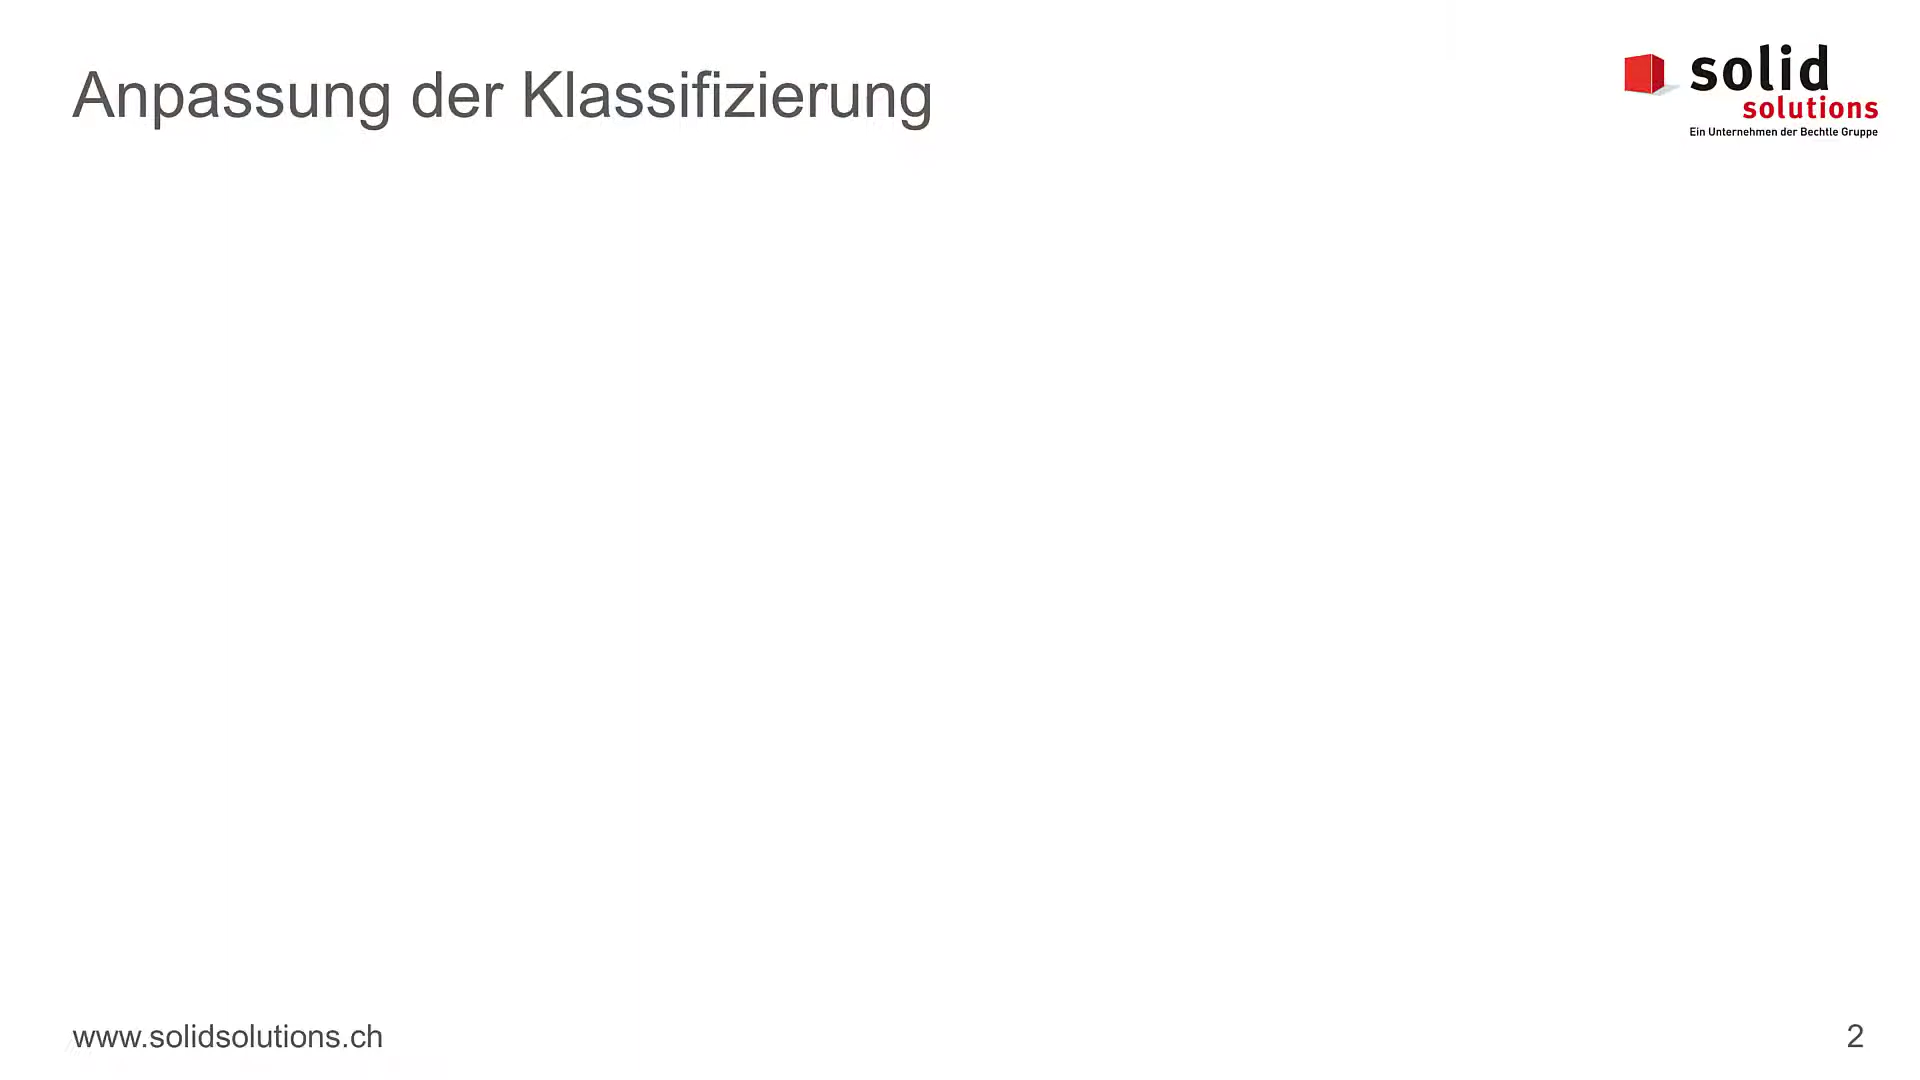 Anpassung der Klassifizierung
solid
solutions
Ein Unternehmen der Bechtle Gruppe
www.solidsolutions.ch
2